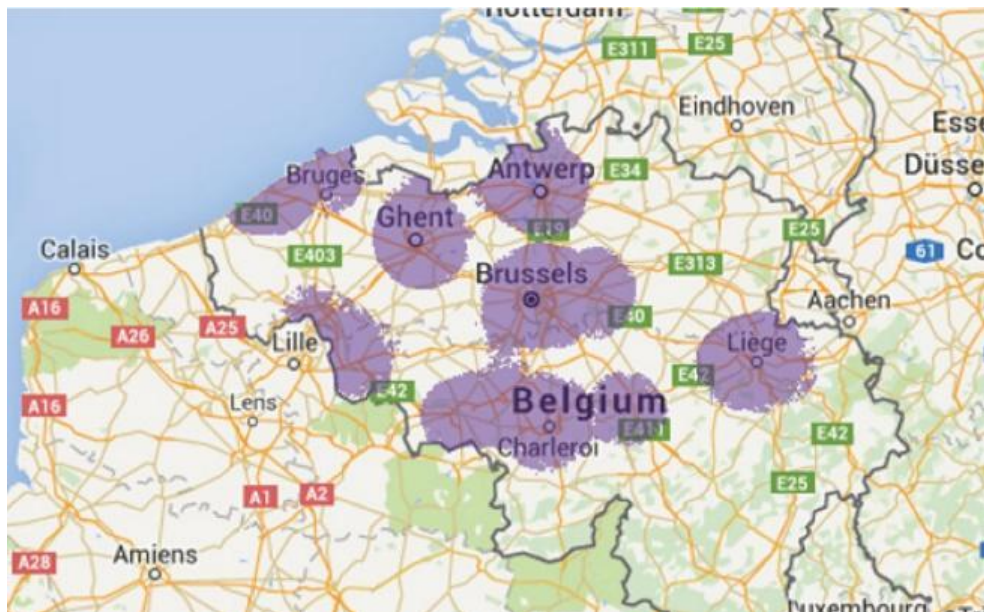 Rotterdam
E311
E25
Eindhoven
Esse
Düsse
Bruges
Antwerp
E34
E40
Ghent
E19
Calais
E403
E25
61
Co
Brussels
E313
A16
Aachen
A26
A25
E40
Lille
Liège
E42
E42
A16
Lens
Belgium
E411
E42
Charleroi
A1
A2
E25
Amiens
A28
Luxembourg